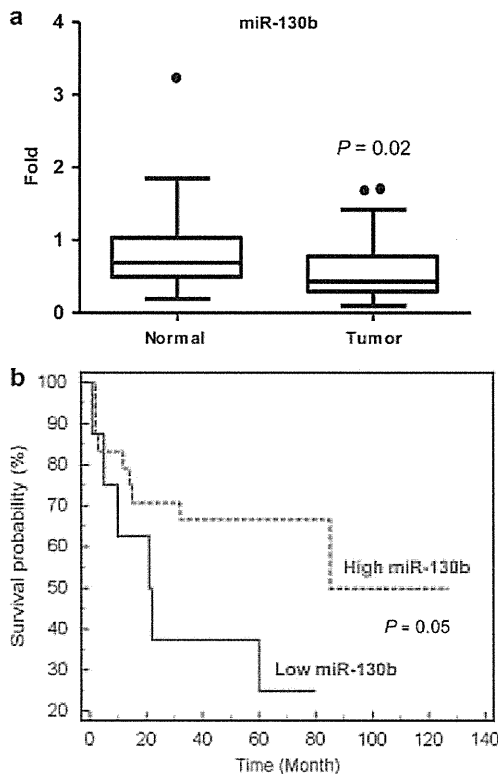 a
miR-130b
4
3
2
1
0
Fold
P = 0.02
Normal
Tumor
b
100
90
80
70
60
50
40
30
20
Survival probability (%)
High miR-130b
P = 0.05
Low miR-130b
0
20
40
60
80
100
120
140
Time (Month)